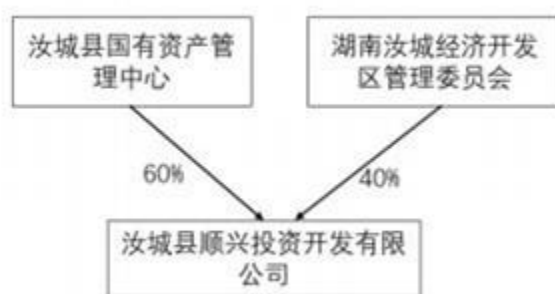 汝城县国有资产管
理中心
湖南汝城经济开发
区管理委员会
60%
40%
汝城县顺兴投资开发有限
公司